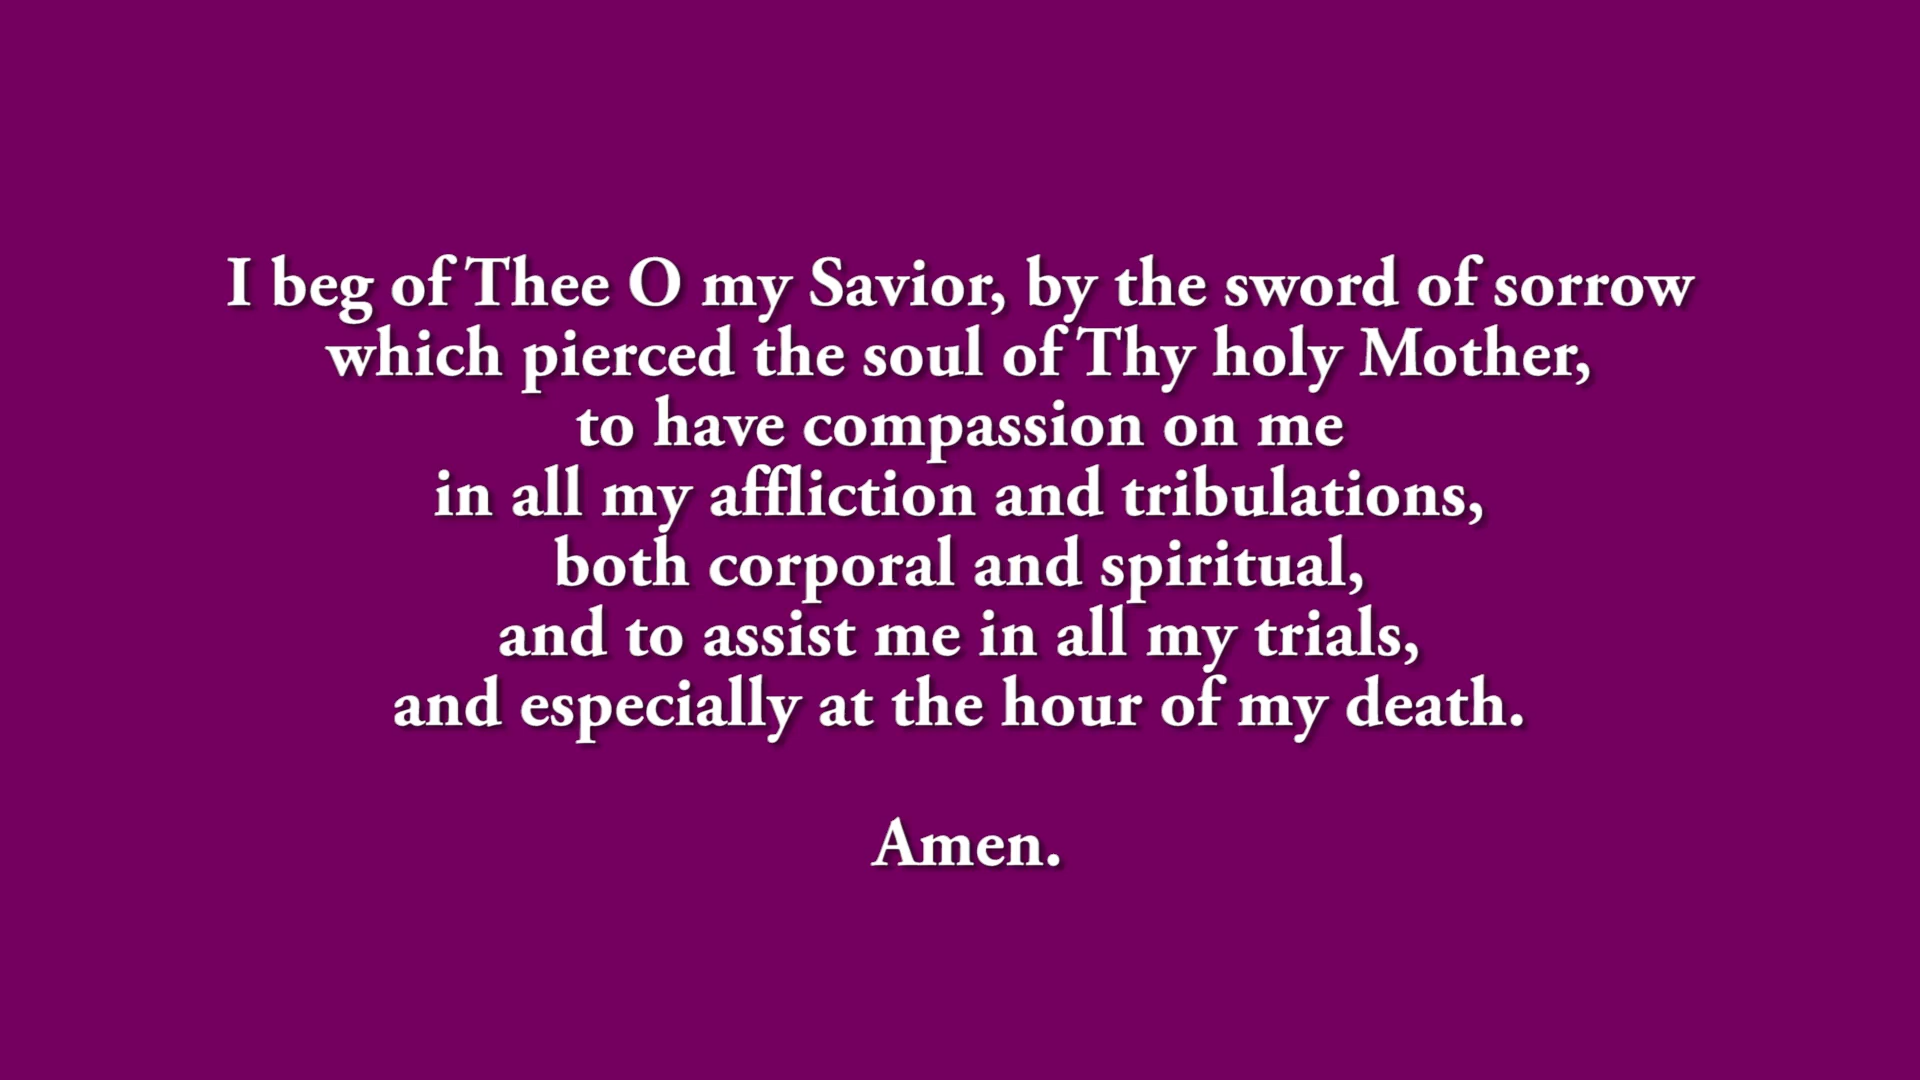 I beg of Thee O my Savior, by the sword of sorrow
which pierced the soul of Thy holy Mother,
to have compassion on me
in all my affliction and tribulations,
both corporal and spiritual,
and to assist me in all my trials,
and especially at the hour of my death.
Amen.